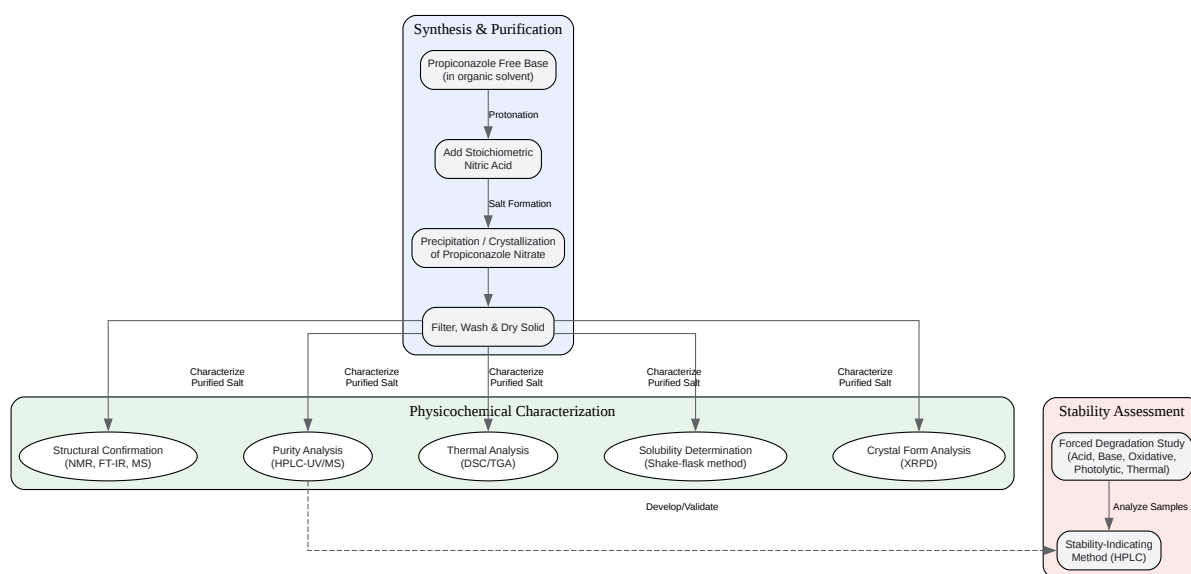 Synthesis & Purification
Propiconazole Free Base
(in organic solvent)
Protonation
Add Stoichiometric
Nitric Acid
Salt Formation
Precipitation / Crystallization
of Propiconazole Nitrate
Filter, Wash & Dry Solid
Characterize
Purified Salt
Characterize
Purified Salt
Characterize
Purified Salt
Characterize
Purified Salt
Characterize
Purified Salt
Physicochemical Characterization
Structural Confirmation
(NMR, FT-IR, MS)
Purity Analysis
(HPLC-UV/MS)
Thermal Analysis
(DSC/TGA)
Solubility Determination
(Shake-flask method)
Crystal Form Analysis
(XRPD)
Develop/Validate
Stability Assessment
Forced Degradation Study
(Acid, Base, Oxidative,
Photolytic, Thermal)
Analyze Samples
Stability-Indicating
Method (HPLC)